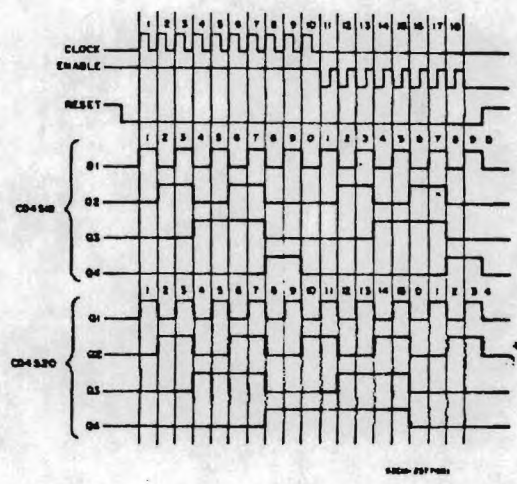 1 2 3 4 5 6 7 8 9 10 11 12 13 14 15 16 17 18
CLOCK
ENABLE
RESET
1 2 3 4 5 6 7 8 9 0 1 2 3 4 5 6 7 8 9 0
Q1
Q2
CD4518
Q3
Q4
1 2 3 4 5 6 7 8 9 10 11 12 13 14 15 0 1 2 3 4
Q1
Q2
CD4520
Q3
Q4